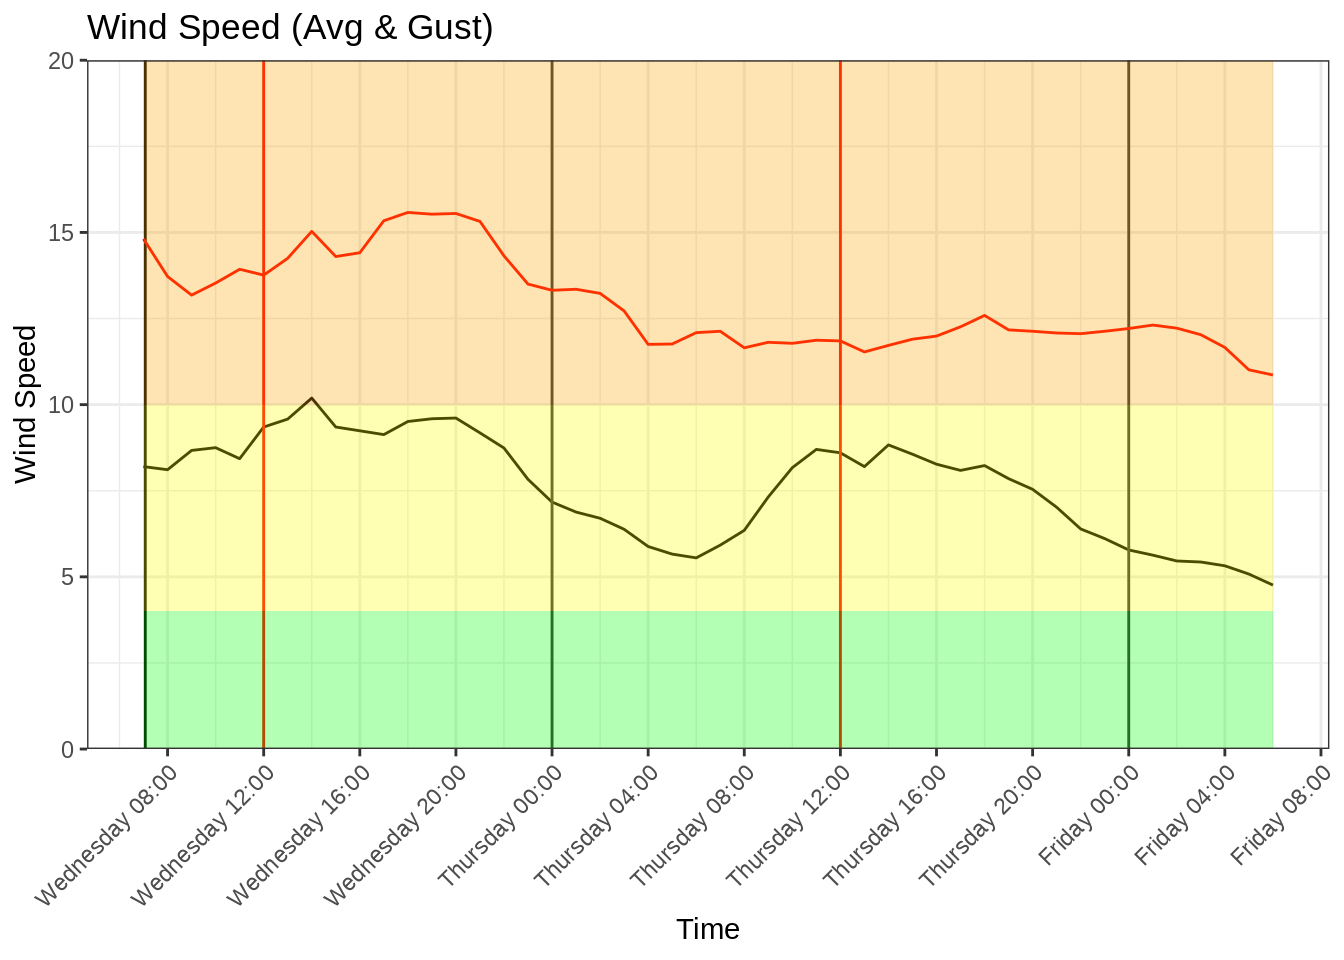 Wind Speed (Avg & Gust)
20
15
10
5
0
Wind Speed
Wednesday 08:00
Wednesday 12:00
Wednesday 16:00
Wednesday 20:00
Thursday 00:00
Thursday 04:00
Thursday 08:00
Thursday 12:00
Thursday 16:00
Thursday 20:00
Friday 00:00
Friday 04:00
Friday 08:00
Time